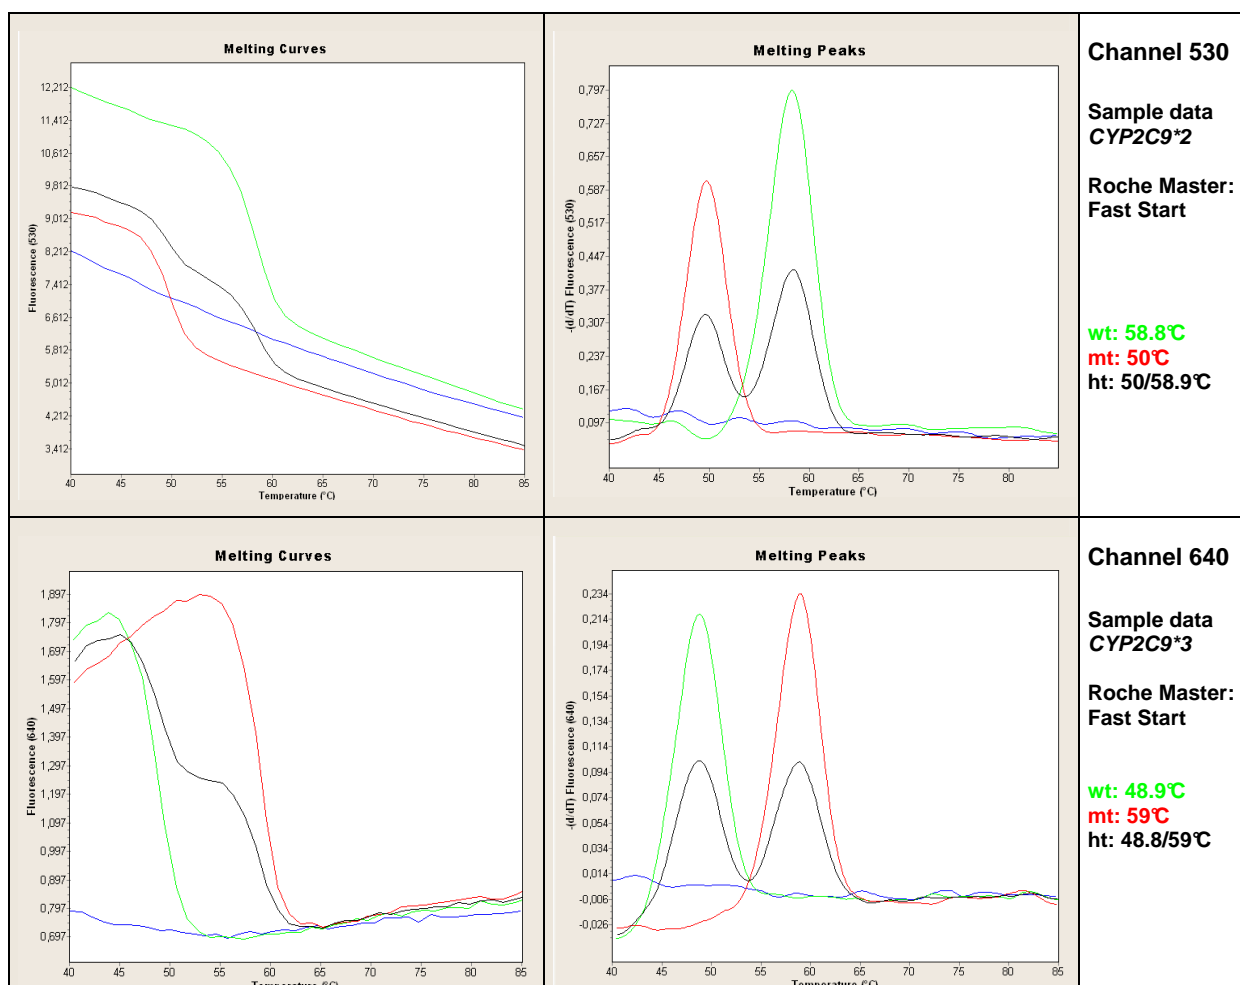 Melting Curves
12,212
11,412
10,612
9,812
9,012
8,212
7,412
6,612
5,812
5,012
4,212
3,412
Fluorescence (530)
40 45 50 55 60 65 70 75 80 85
Temperature (°C)
Melting Peaks
0,797
0,727
0,657
0,587
0,517
0,447
0,377
0,307
0,237
0,167
0,097
-(d/dT) Fluorescence (530)
45 50 55 60 65 70 75 80
Temperature (°C)
Channel 530
Sample data
CYP2C9*2
Roche Master:
Fast Start
wt: 58.8°C
mt: 50°C
ht: 50/58.9°C
Melting Curves
1,897
1,797
1,697
1,597
1,497
1,397
1,297
1,197
1,097
0,997
0,897
0,797
0,697
Fluorescence (640)
40 45 50 55 60 65 70 75 80 85
Temperature (°C)
Melting Peaks
0,234
0,214
0,194
0,174
0,154
0,134
0,114
0,094
0,074
0,054
0,034
0,014
-0,006
-0,026
-(d/dT) Fluorescence (640)
40 45 50 55 60 65 70 75 80 85
Temperature (°C)
Channel 640
Sample data
CYP2C9*3
Roche Master:
Fast Start
wt: 48.9°C
mt: 59°C
ht: 48.8/59°C